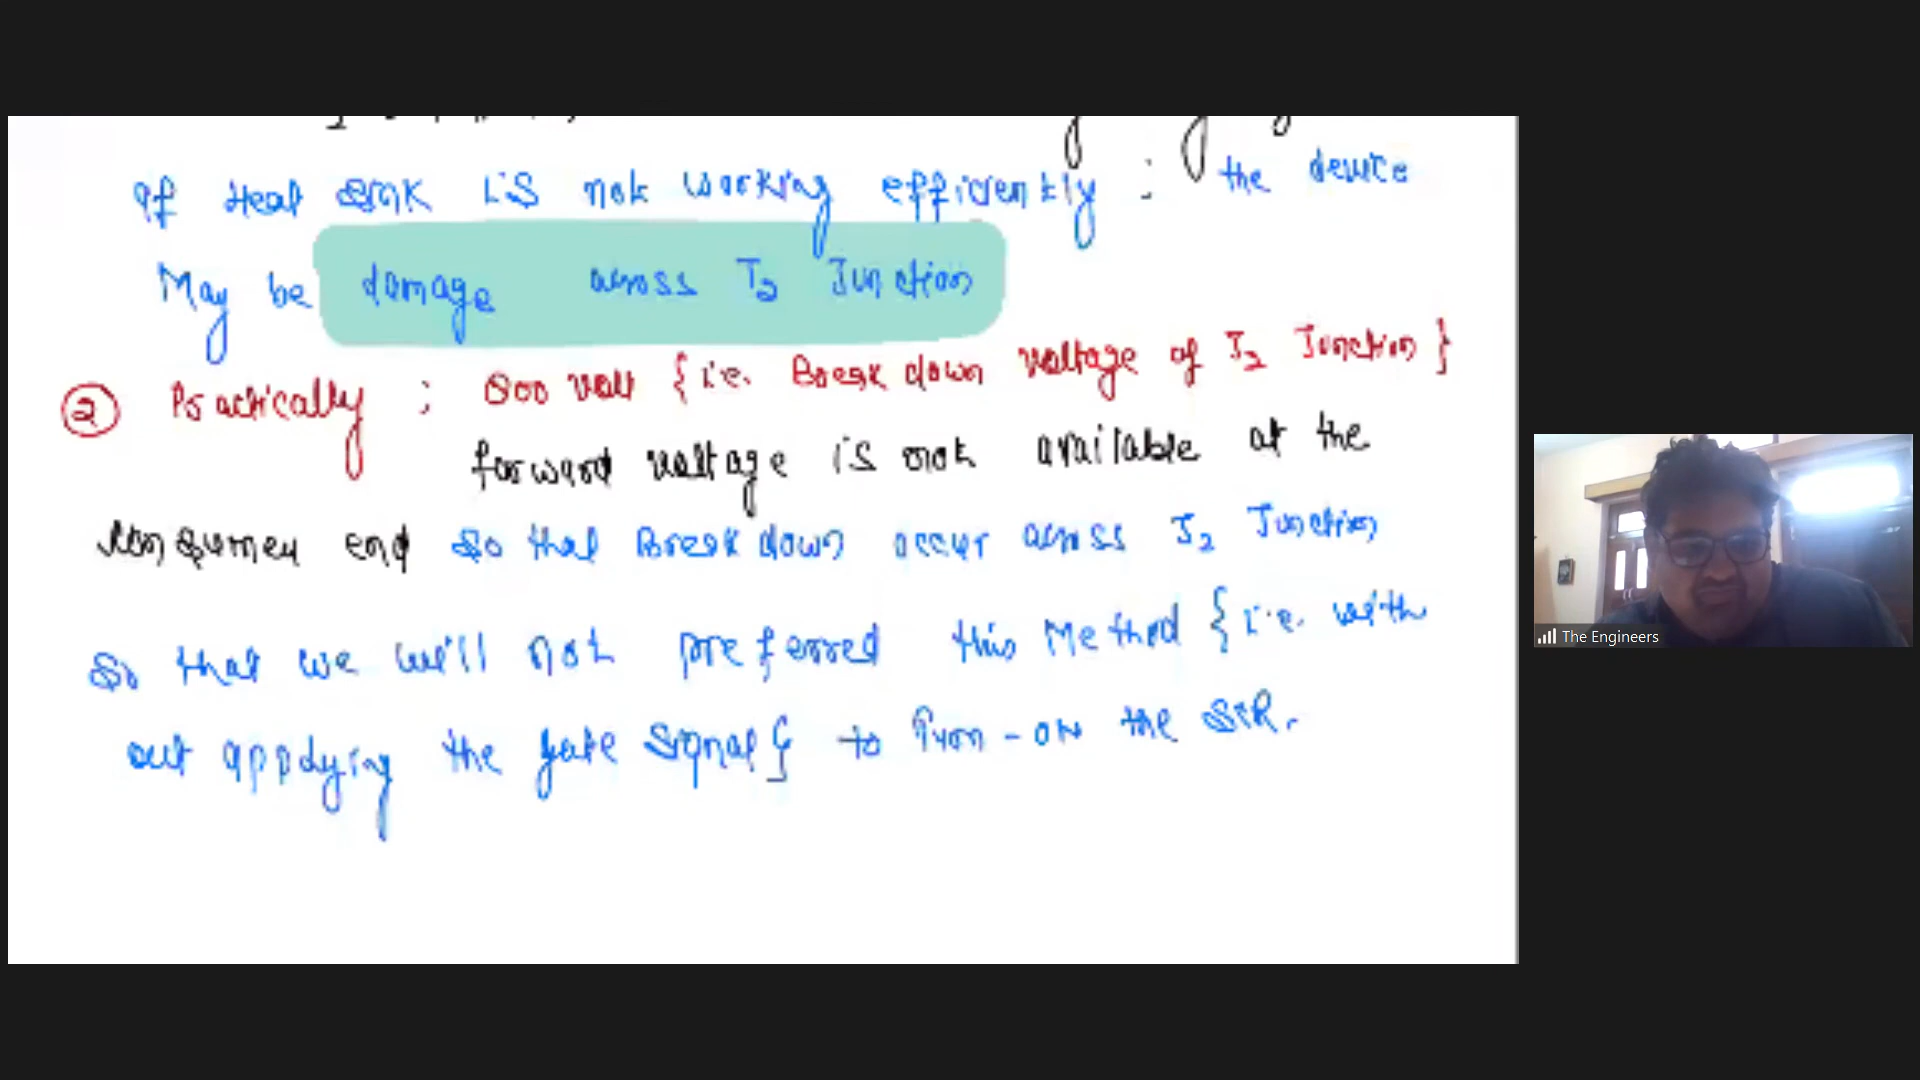 If Heat Sink is not working efficiently : the device
May be damage across J2 Junction
② Practically : 800 volt { i.e. Break down voltage of J2 Junction }
forward voltage is not available at the
consumer end so that Break down occur across J2 Junction
So that we will not preferred this Method { i.e. with
out applying the gate signal } to Turn-ON the SCR.
The Engineers